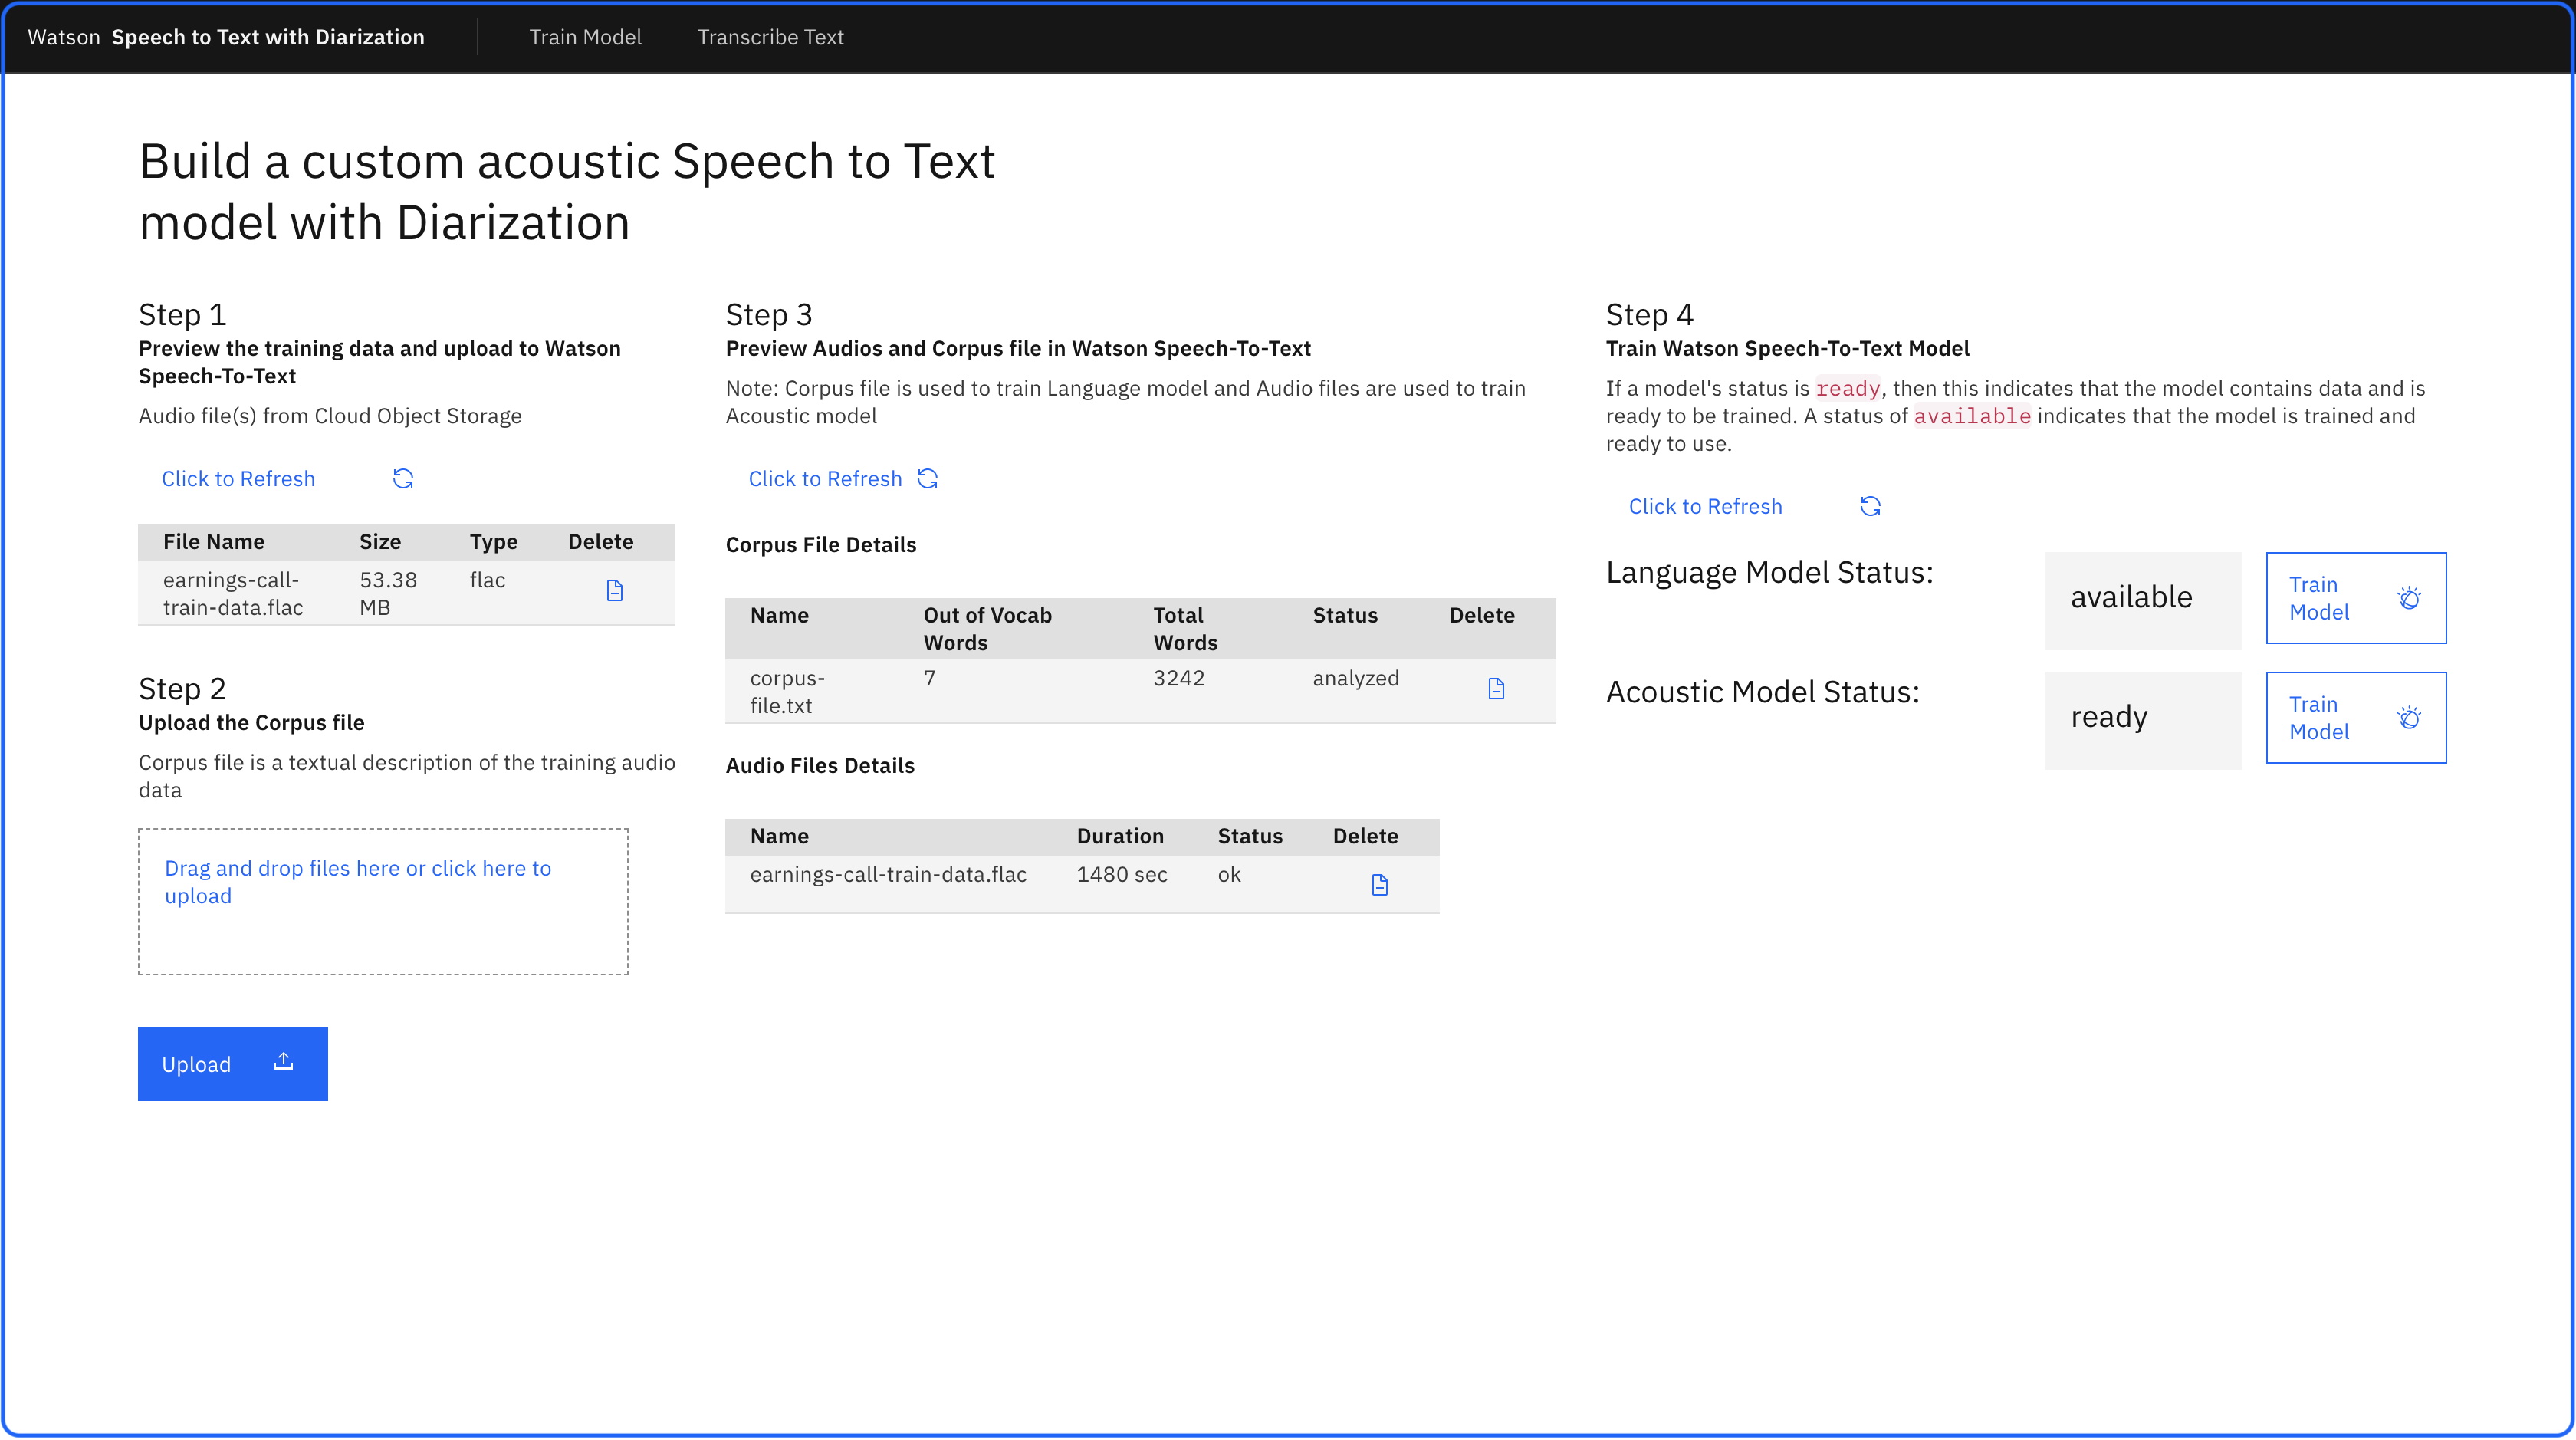 Watson Speech to Text with Diarization
Train Model
Transcribe Text
Build a custom acoustic Speech to Text
model with Diarization
Step 1
Preview the training data and upload to Watson
Speech-To-Text
Audio file(s) from Cloud Object Storage
Click to Refresh
File Name Size Type Delete
earnings-call- 53.38 flac
train-data.flac MB
Step 2
Upload the Corpus file
Corpus file is a textual description of the training audio
data
Drag and drop files here or click here to
upload
Upload
Step 3
Preview Audios and Corpus file in Watson Speech-To-Text
Note: Corpus file is used to train Language model and Audio files are used to train
Acoustic model
Click to Refresh
Corpus File Details
Name Out of Vocab Total Status Delete
Words Words
corpus- 7 3242 analyzed
file.txt
Audio Files Details
Name Duration Status Delete
earnings-call-train-data.flac 1480 sec ok
Step 4
Train Watson Speech-To-Text Model
If a model's status is ready, then this indicates that the model contains data and is
ready to be trained. A status of available indicates that the model is trained and
ready to use.
Click to Refresh
Language Model Status:
available
Train
Model
Acoustic Model Status:
ready
Train
Model